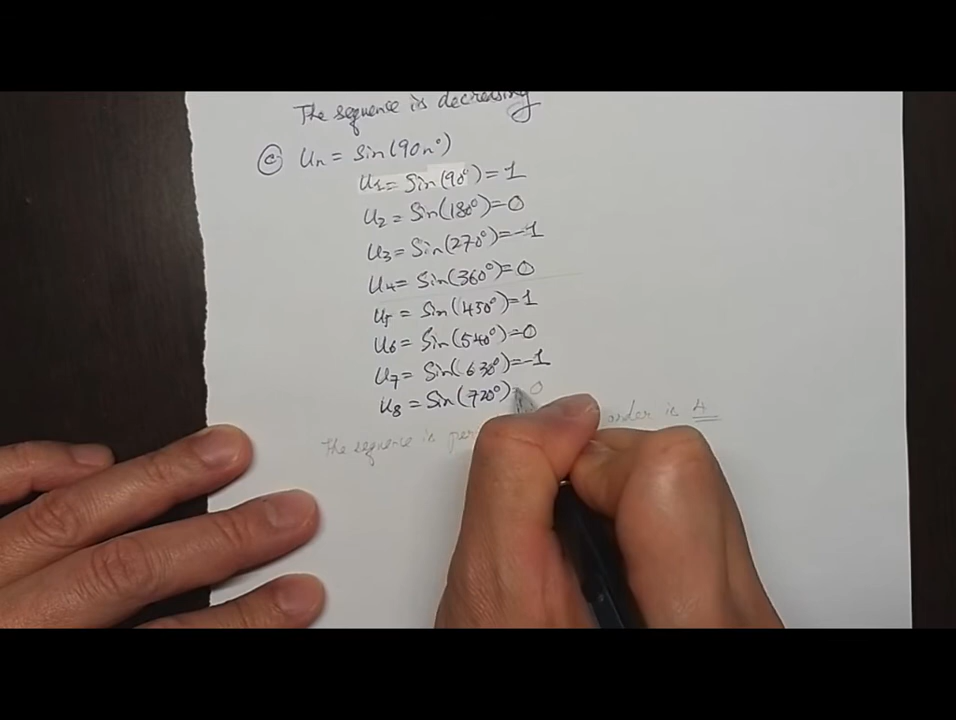 The sequence is decreasing
ⓒ Un = Sin(90n°)
U1 = Sin(90°) = 1
U2 = Sin(180°) = 0
U3 = Sin(270°) = -1
U4 = Sin(360°) = 0
U5 = Sin(450°) = 1
U6 = Sin(540°) = 0
U7 = Sin(630°) = -1
U8 = Sin(720°) = 0
The sequence is order is 4